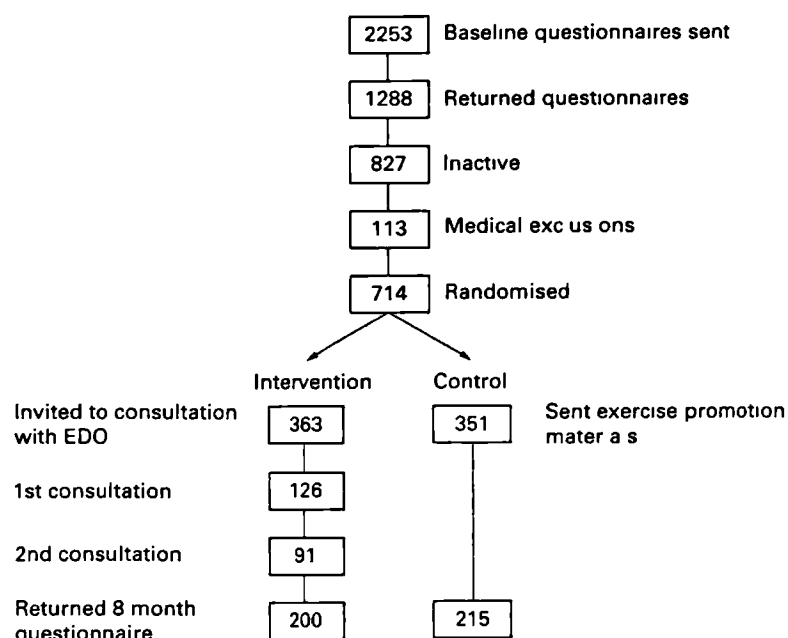 2253 Baseline questionnaires sent
1288 Returned questionnaires
827 Inactive
113 Medical exc us ons
714 Randomised
Intervention Control
Invited to consultation
with EDO
363
351
Sent exercise promotion
mater a s
1st consultation 126
2nd consultation 91
Returned 8 month
questionnaire
200
215